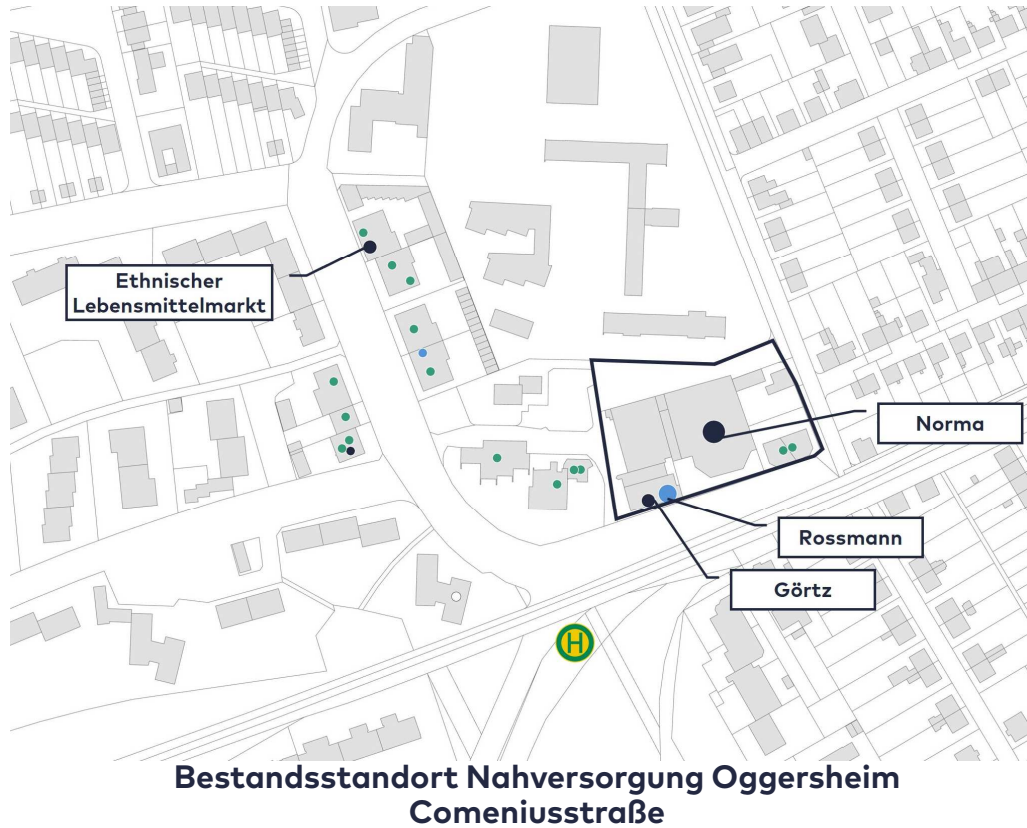 Ethnischer
Lebensmittelmarkt
Norma
Rossmann
Görtz
H
Bestandsstandort Nahversorgung Oggersheim
Comeniusstraße